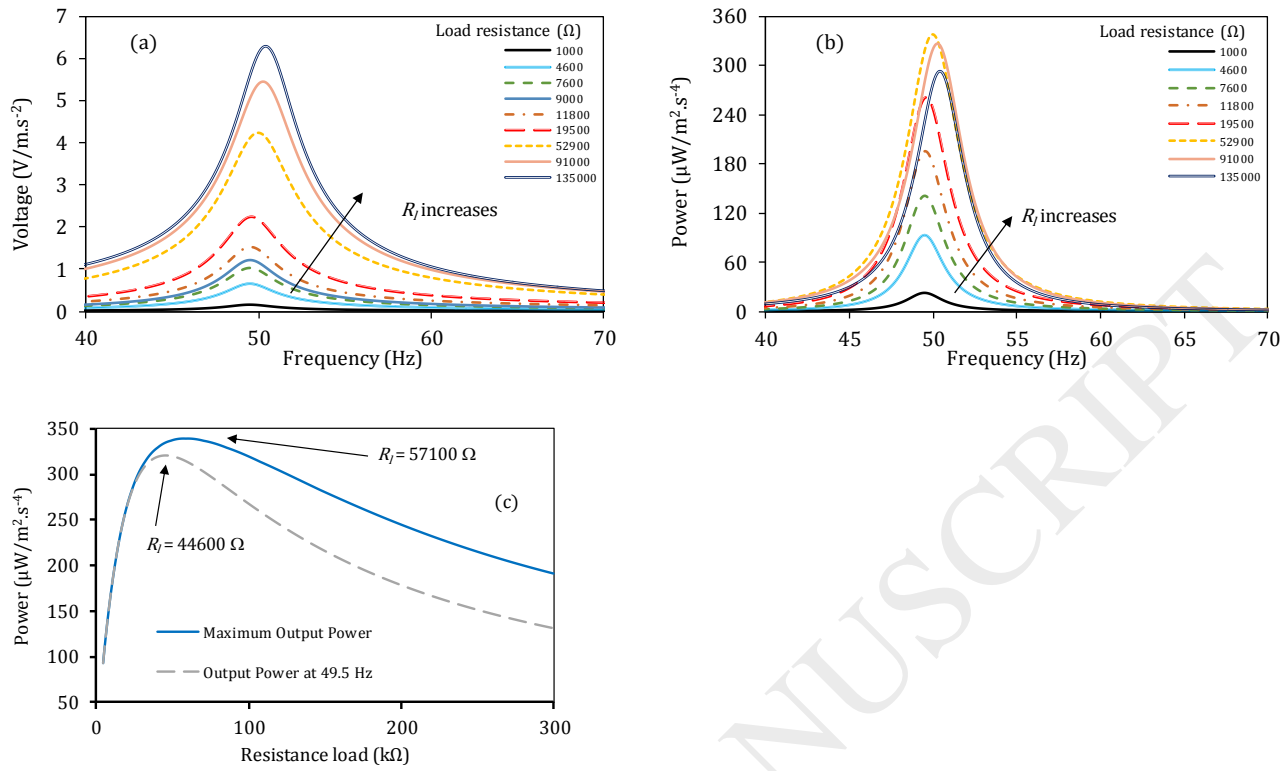 (a)
Load resistance (Ω)
1000
4600
7600
9000
11800
19500
52900
91000
135000
R_l increases
Voltage (V/m.s⁻²)
7
6
5
4
3
2
1
0
40 50 60 70
Frequency (Hz)
(b)
Load resistance (Ω)
1000
4600
7600
11800
19500
52900
91000
135000
R_l increases
Power (μW/m².s⁻⁴)
360
300
240
180
120
60
0
40 45 50 55 60 65 70
Frequency (Hz)
(c)
R_l = 57100 Ω
R_l = 44600 Ω
Maximum Output Power
Output Power at 49.5 Hz
Power (μW/m².s⁻⁴)
350
300
250
200
150
100
50
0 100 200 300
Resistance load (kΩ)
NUSCRIPT